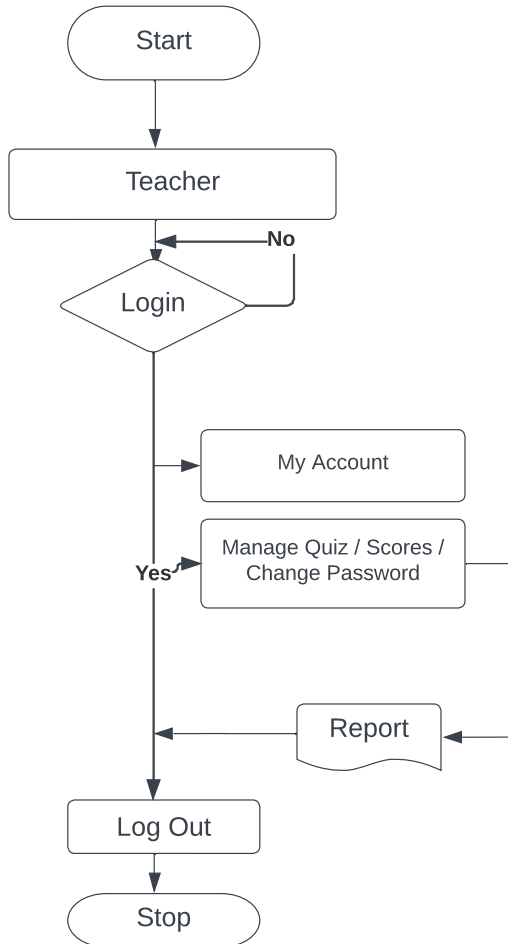 Start
Teacher
No
Login
My Account
Manage Quiz / Scores /
Change Password
Yes
Report
Log Out
Stop